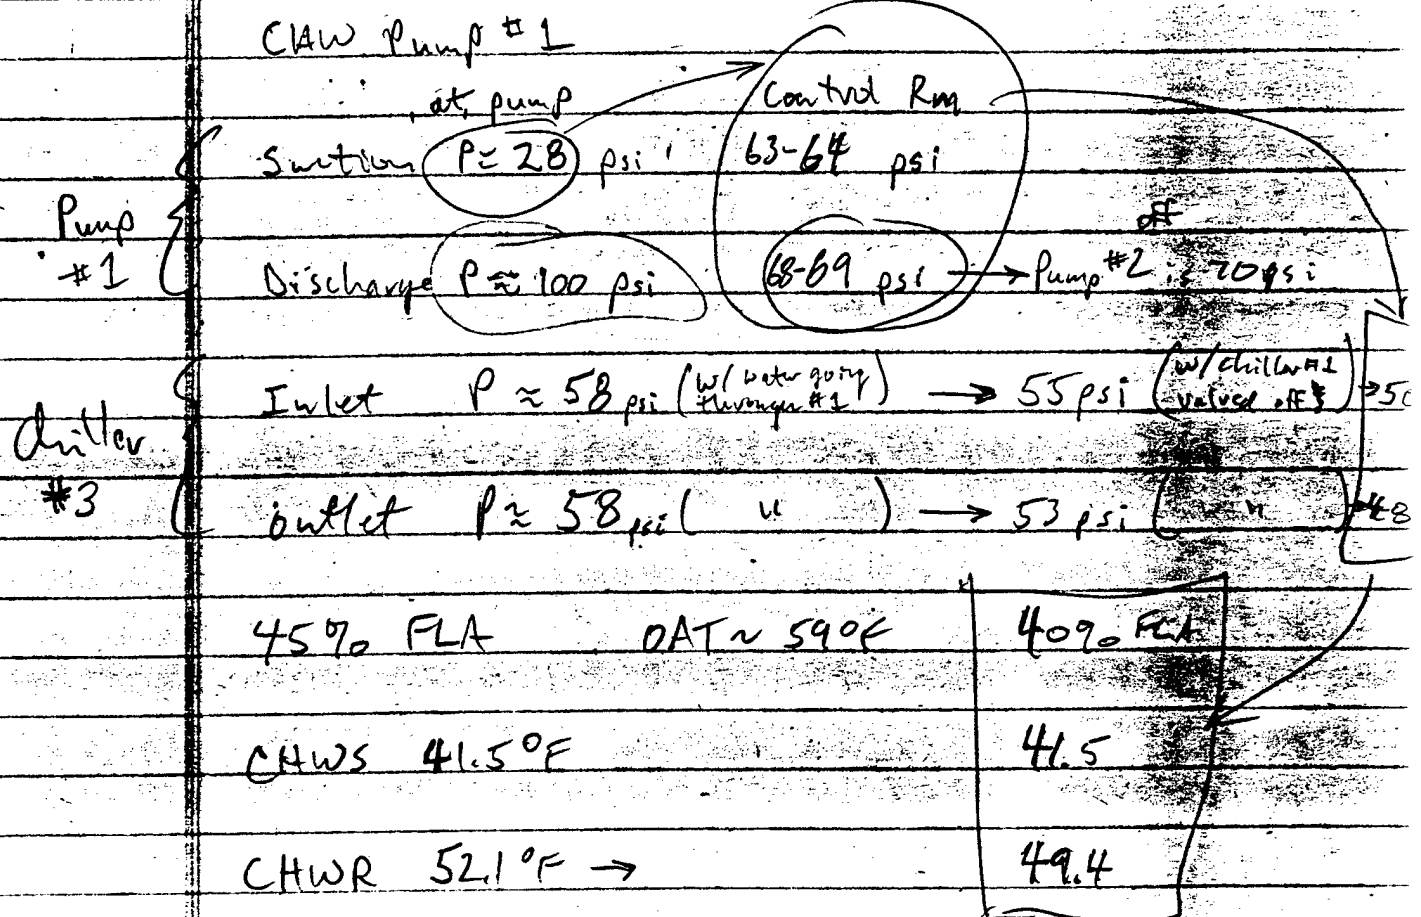 CHW Pump #1
at pump Control Rm
Suction P ≈ 28 psi 63-64 psi
Pump #1
off
Discharge P ≈ 100 psi 68-69 psi → Pump #2 is 70 psi
Inlet P ≈ 58 psi (w/ water going through #1) → 55 psi (w/ chiller #1 valved off)
Chiller #3
outlet P ≈ 58 psi ( " ) → 53 psi ( " ) → 48
45% FLA OAT ~ 59°F 40% FLA
CHWS 41.5°F 41.5
CHWR 52.1°F → 49.4